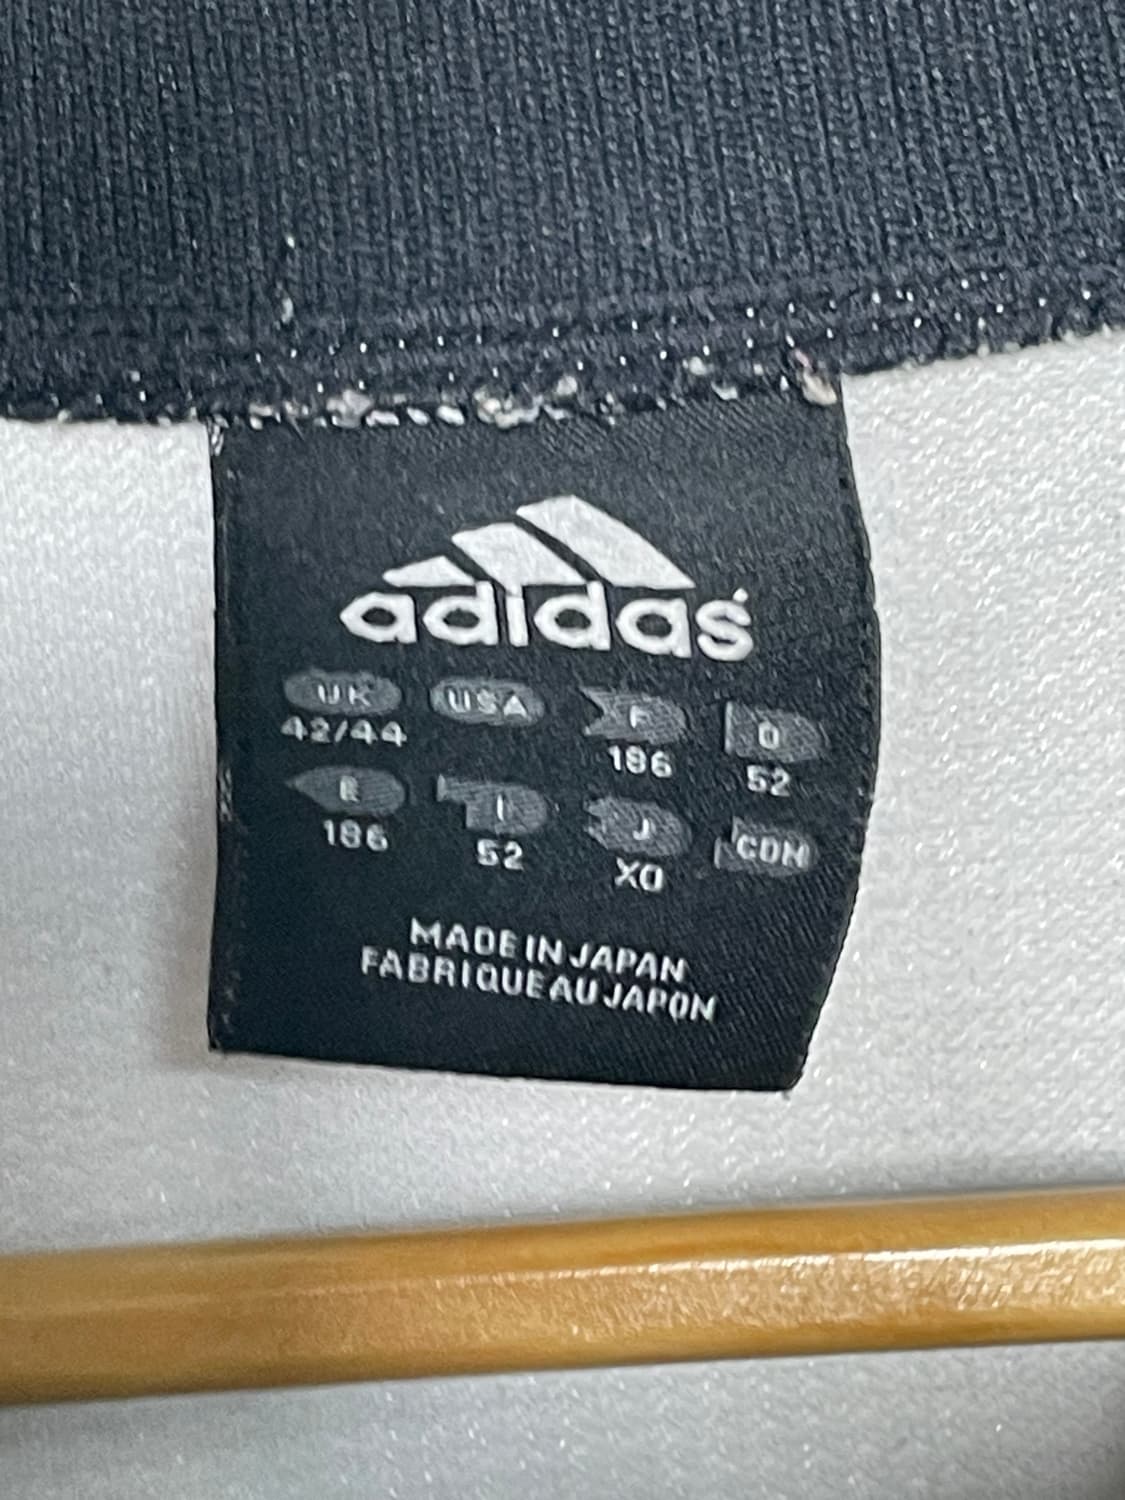 adidas
UK USA F D
42/44 186 52
E I J CDN
186 52 XO
MADE IN JAPAN
FABRIQUE AU JAPON